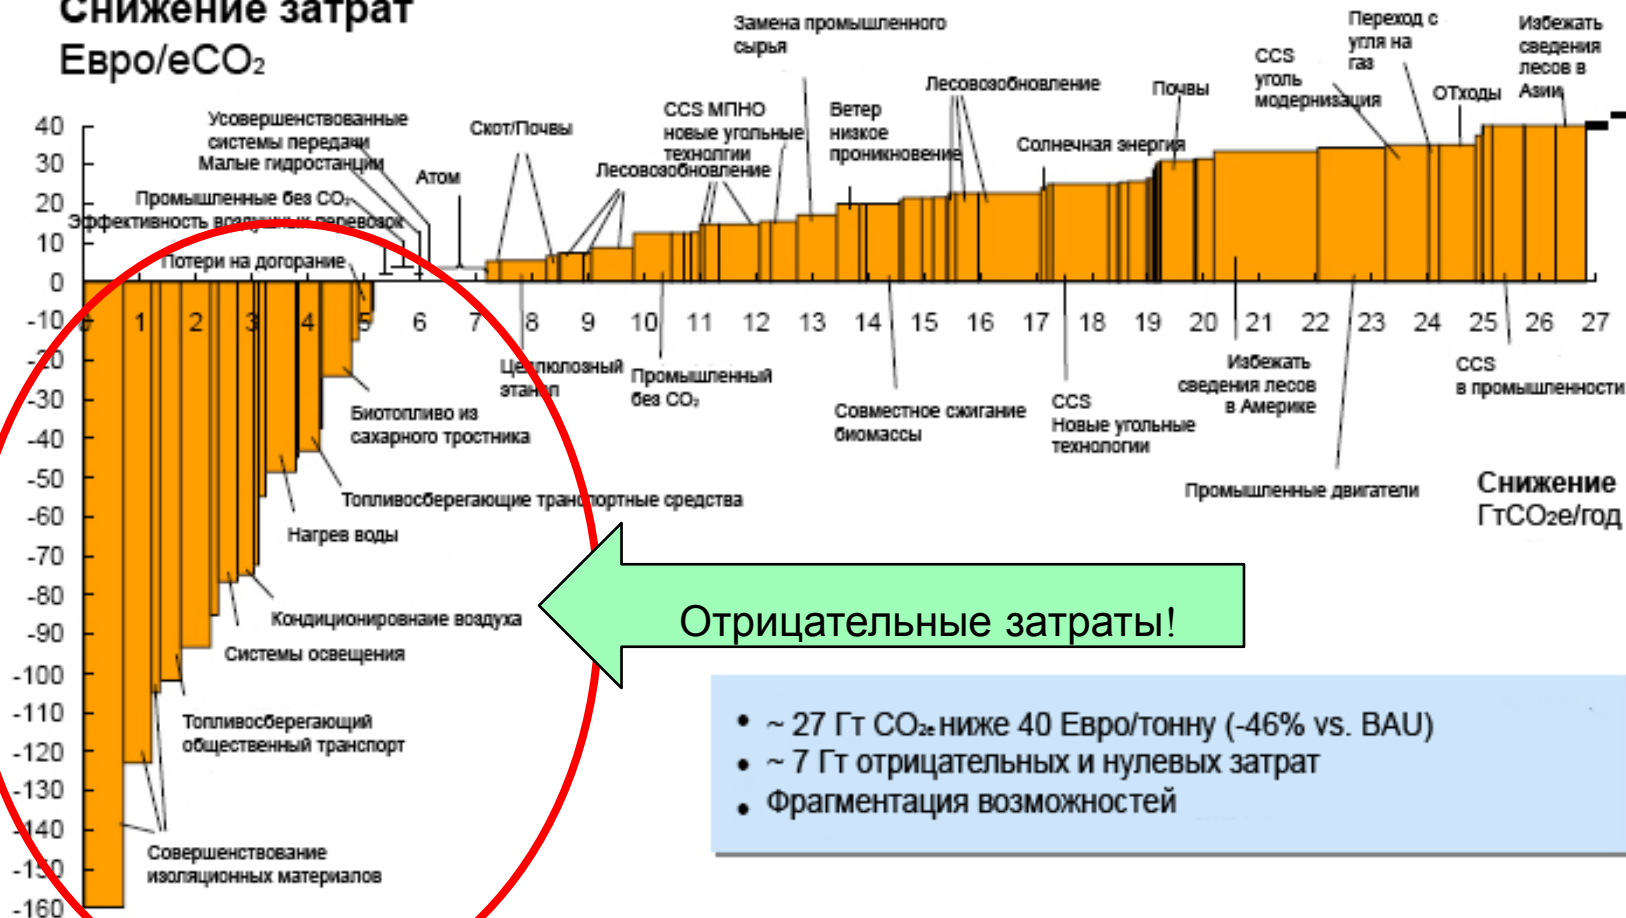 Снижение затрат
Евро/eCO₂
Замена промышленного
сырья
Переход с
угля на
газ
Избежать
сведения
лесов в
Азии
CCS
уголь
модернизация
ОТходы
Почвы
Лесовозобновление
Солнечная энергия
Ветер
низкое
проникновение
CCS МПНО
новые угольные
технолгии
Лесовозобновление
Скот/Почвы
Атом
Усовершенствованные
системы передачи
Малые гидростанции
Промышленные без CO₂
Эффективность воздушных перевозок
Потери на догорание
40
30
20
10
0
-10
-20
-30
-40
-50
-60
-70
-80
-90
-100
-110
-120
-130
-140
-150
-160
1 2 3 4 5 6 7 8 9 10 11 12 13 14 15 16 17 18 19 20 21 22 23 24 25 26 27
Целлюлозный
этанол
Промышленный
без CO₂
Совместное сжигание
биомассы
CCS
Новые угольные
технологии
Избежать
сведения лесов
в Америке
Промышленные двигатели
CCS
в промышленности
Снижение
ГтCO2е/год
Биотопливо из
сахарного тростника
Топливосберегающие транспортные средства
Нагрев воды
Кондиционировнаие воздуха
Системы освещения
Топливосберегающий
общественный транспорт
Совершенствование
изоляционных материалов
Отрицательные затраты!
• ~ 27 Гт CO₂e ниже 40 Евро/тонну (-46% vs. BAU)
• ~ 7 Гт отрицательных и нулевых затрат
• Фрагментация возможностей